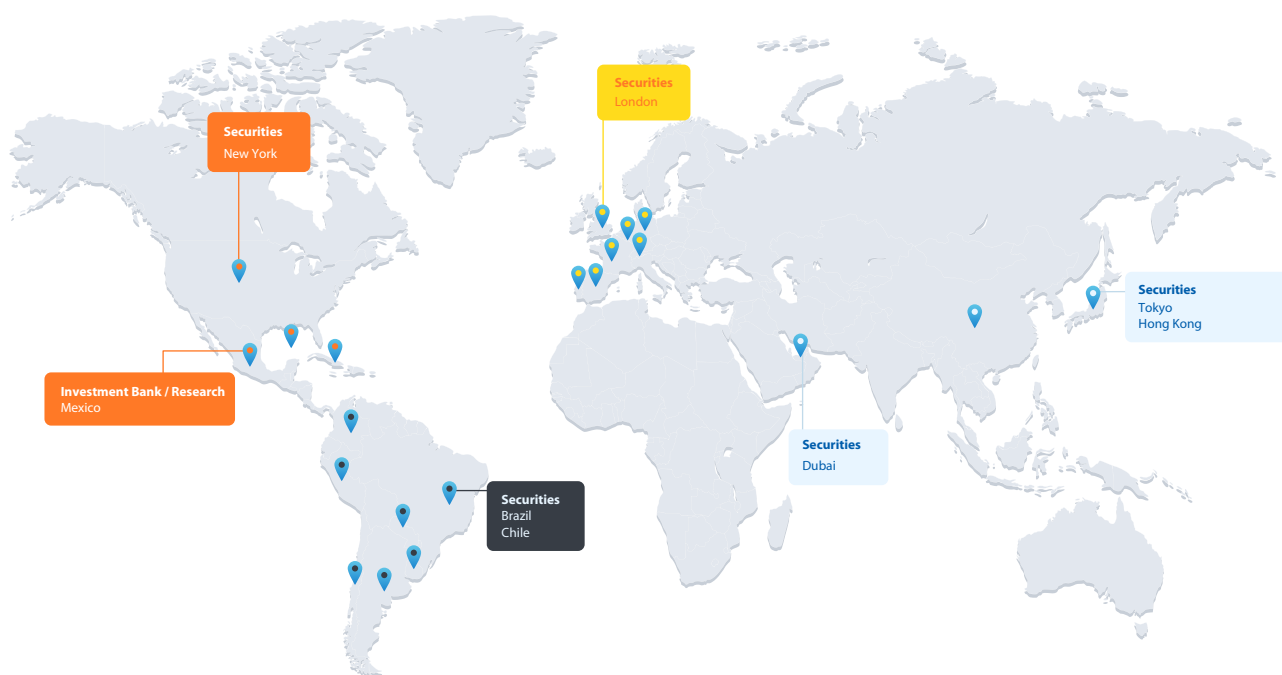 Securities
London
Securities
New York
Securities
Tokyo
Hong Kong
Investment Bank / Research
Mexico
Securities
Dubai
Securities
Brazil
Chile